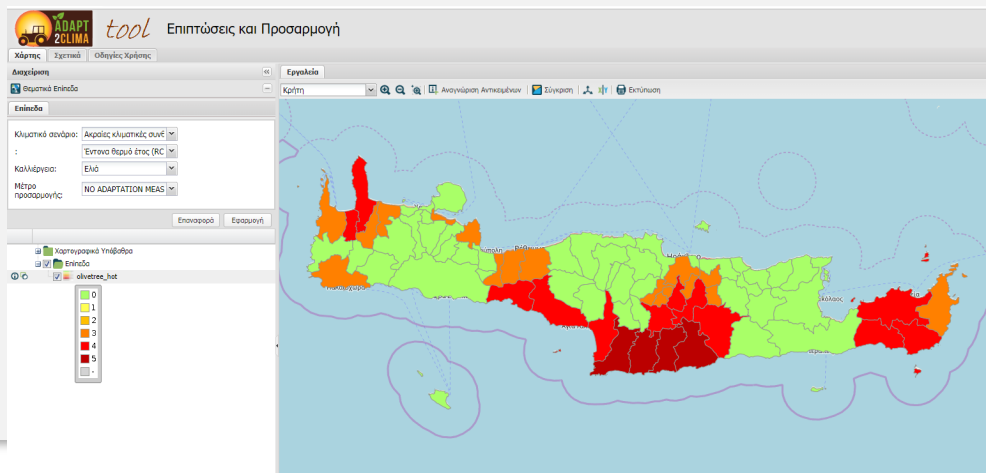 ADAPT
2CLIMA
tool
Επιπτώσεις και Προσαρμογή
Χάρτης Σχετικά Οδηγίες Χρήσης
Διαχείριση
Θεματικά Επίπεδα
Επίπεδα
Κλιματικό σενάριο: Ακραίες κλιματικές συνέ
: Έντονα θερμό έτος (RC
Καλλιέργεια: Ελιά
Μέτρο
προσαρμογής: NO ADAPTATION MEAS
Επαναφορά Εφαρμογή
Χαρτογραφικά Υπόβαθρα
Επίπεδα
olivetree_hot
0
1
2
3
4
5
-
Εργαλεία
Κρήτη Αναγνώριση Αντικειμένων Σύγκριση XY Εκτύπωση